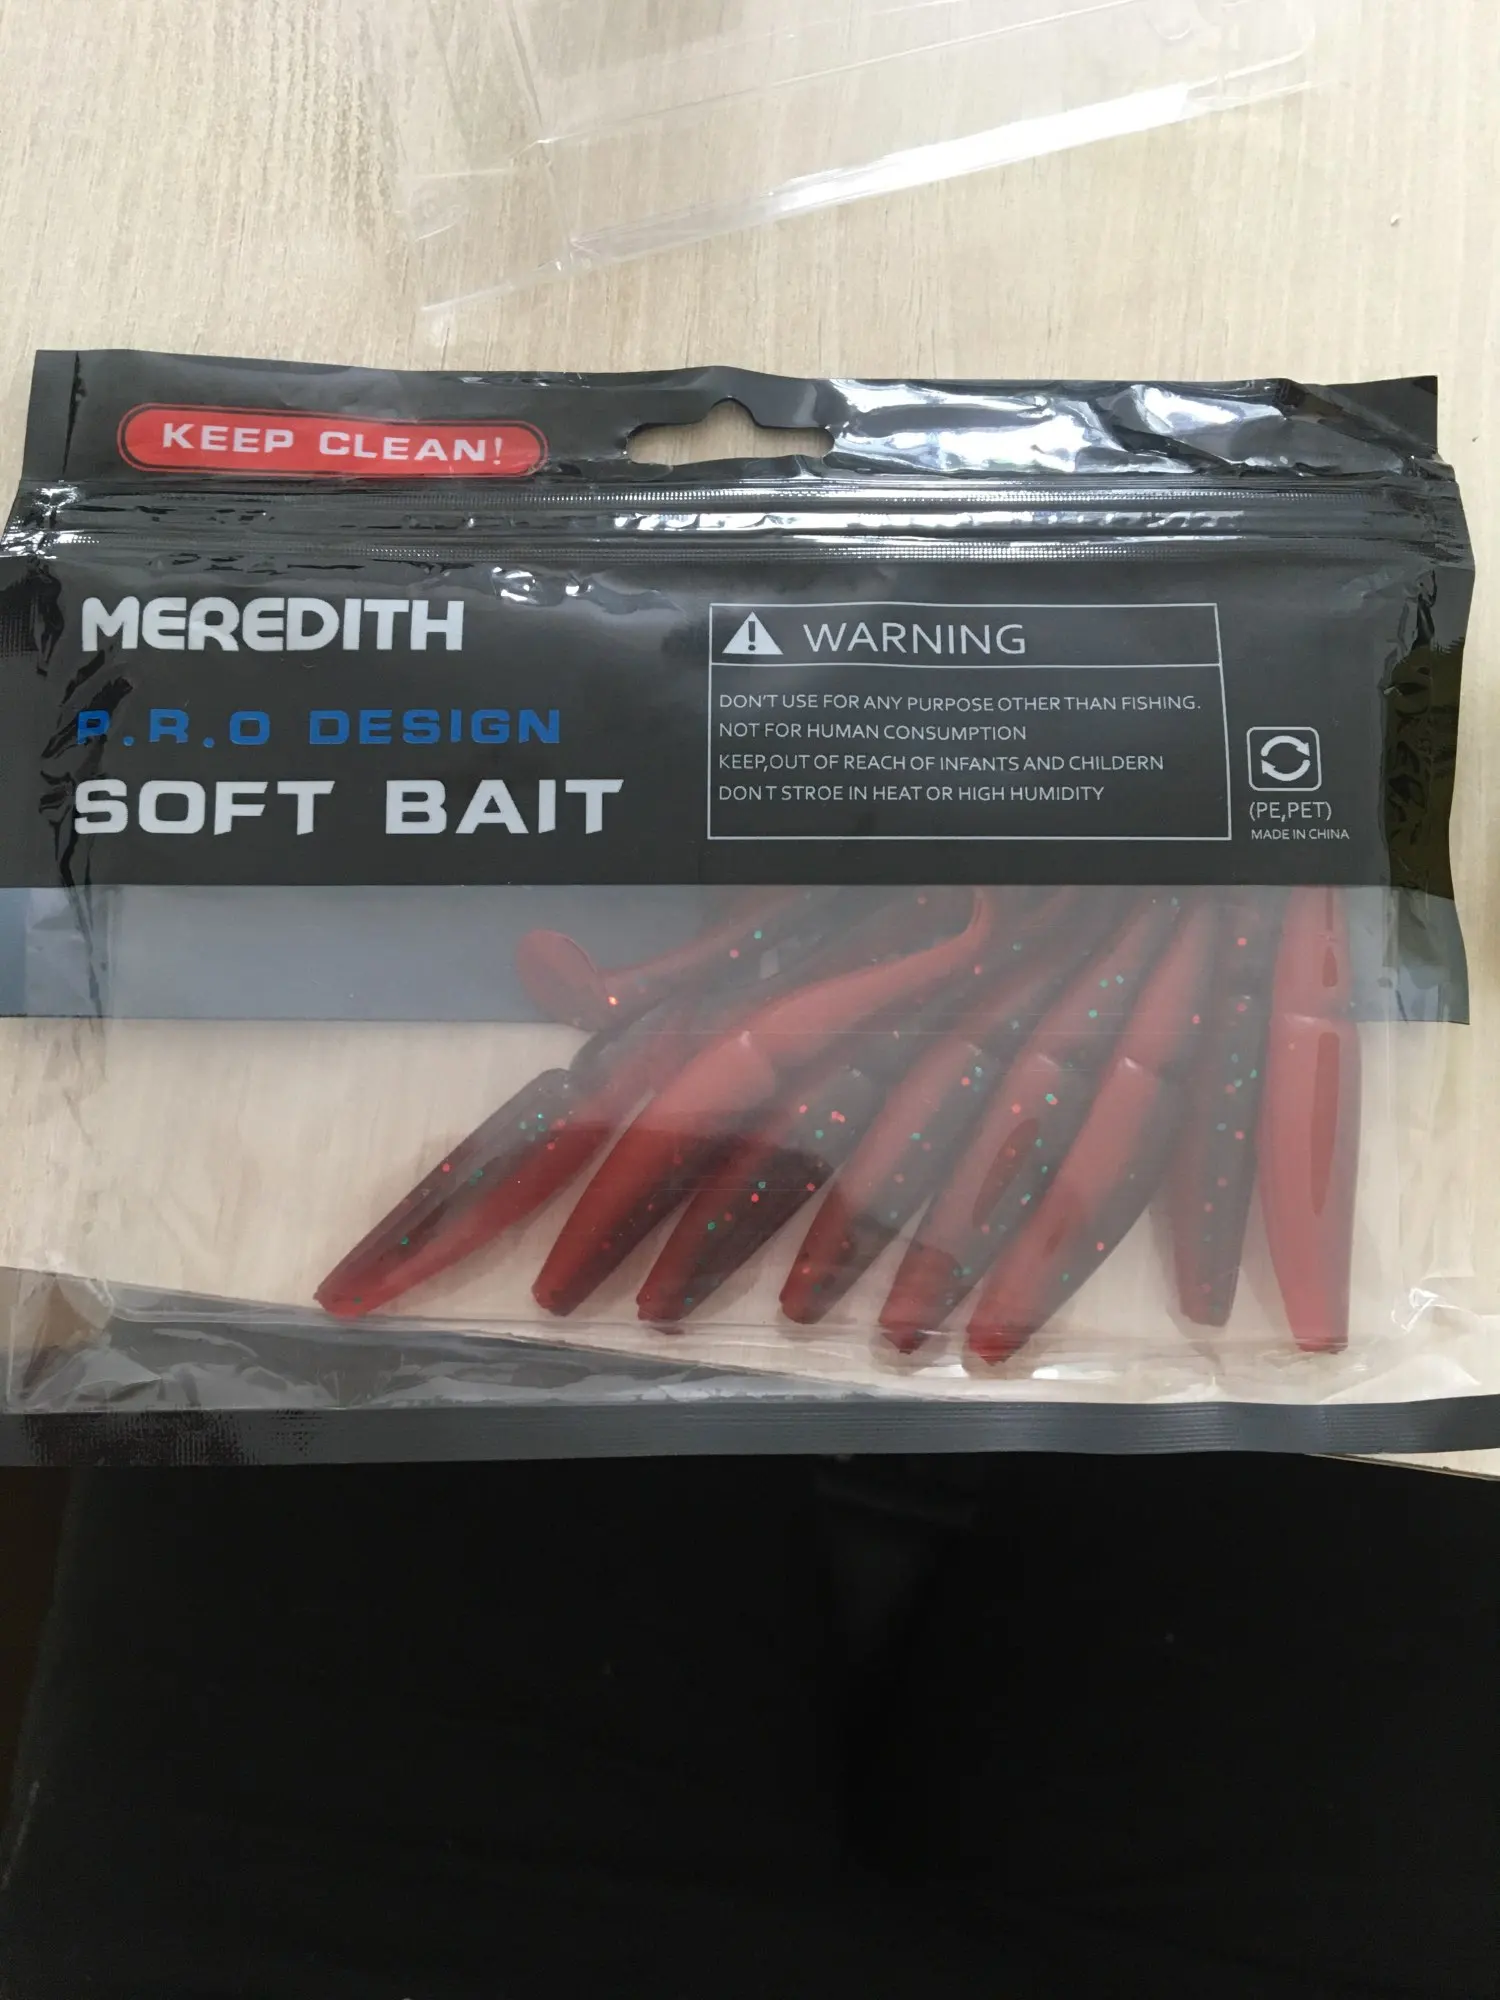 KEEP CLEAN!
MEREDITH
P.R.O DESIGN
SOFT BAIT
WARNING
DON'T USE FOR ANY PURPOSE OTHER THAN FISHING.
NOT FOR HUMAN CONSUMPTION
KEEP,OUT OF REACH OF INFANTS AND CHILDERN
DON T STROE IN HEAT OR HIGH HUMIDITY
(PE,PET)
MADE IN CHINA